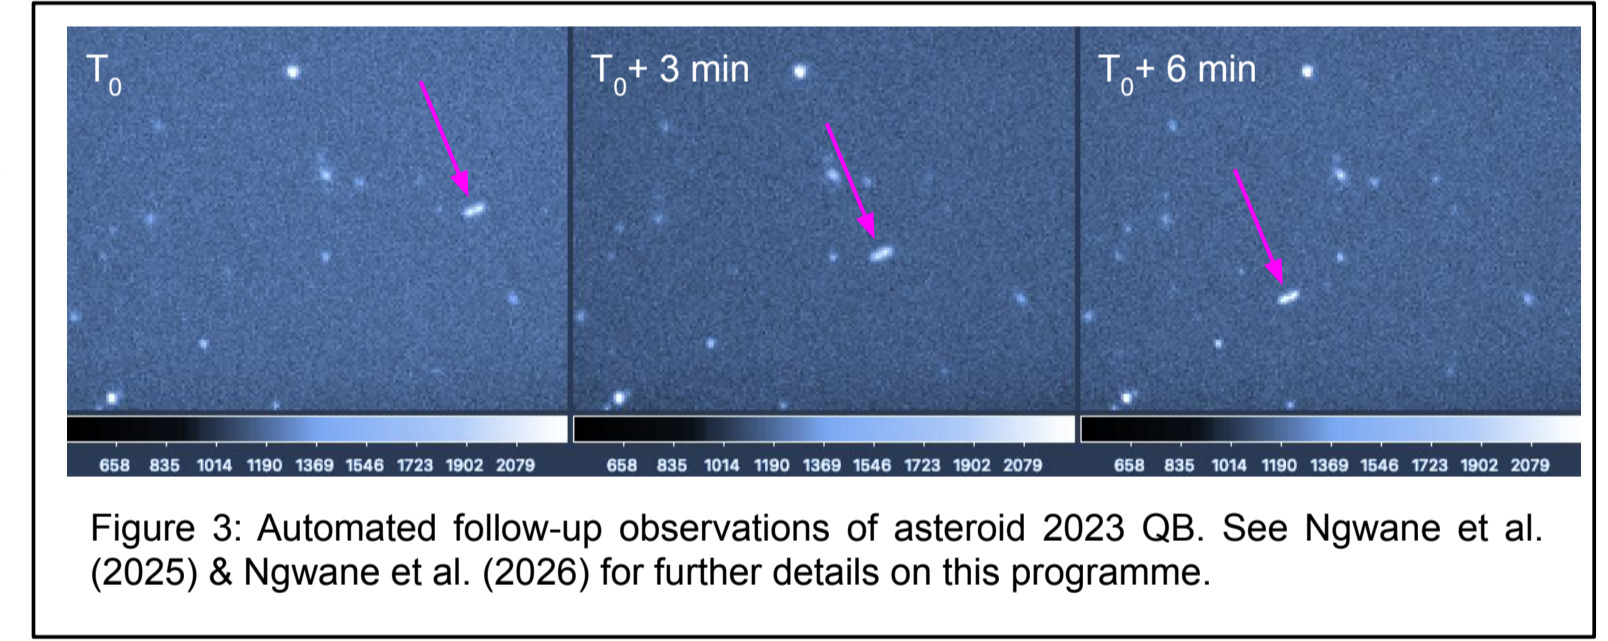 T0
T0+ 3 min
T0+ 6 min
658 835 1014 1190 1369 1546 1723 1902 2079
658 835 1014 1190 1369 1546 1723 1902 2079
658 835 1014 1190 1369 1546 1723 1902 2079
Figure 3: Automated follow-up observations of asteroid 2023 QB. See Ngwane et al.
(2025) & Ngwane et al. (2026) for further details on this programme.